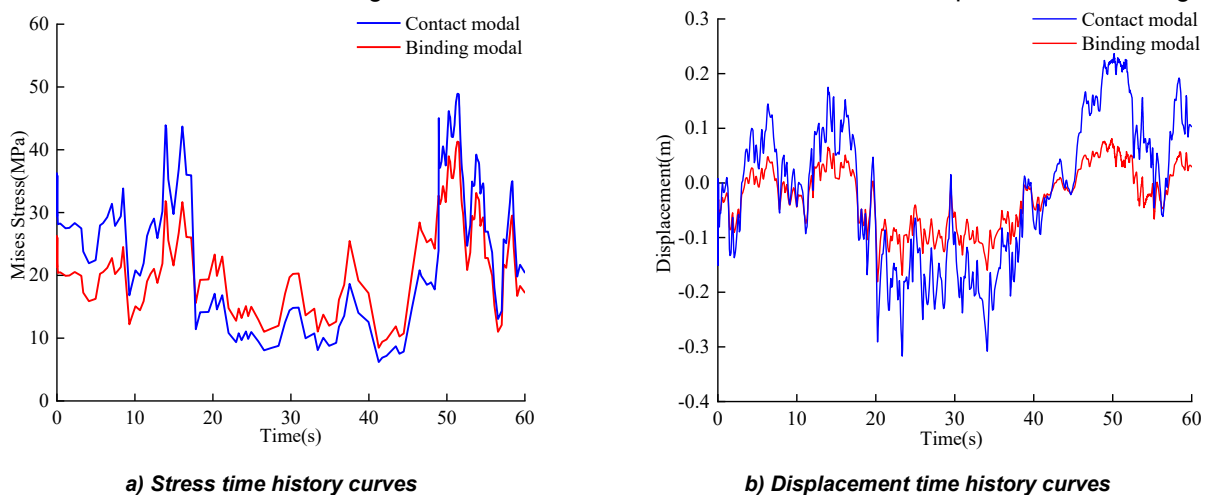 60
50
40
30
20
10
0
Mises Stress(MPa)
Contact modal
Binding modal
0 10 20 30 40 50 60
Time(s)
a) Stress time history curves
0.3
0.2
0.1
0.0
-0.1
-0.2
-0.3
-0.4
Displacement(m)
Contact modal
Binding modal
0 10 20 30 40 50 60
Time(s)
b) Displacement time history curves